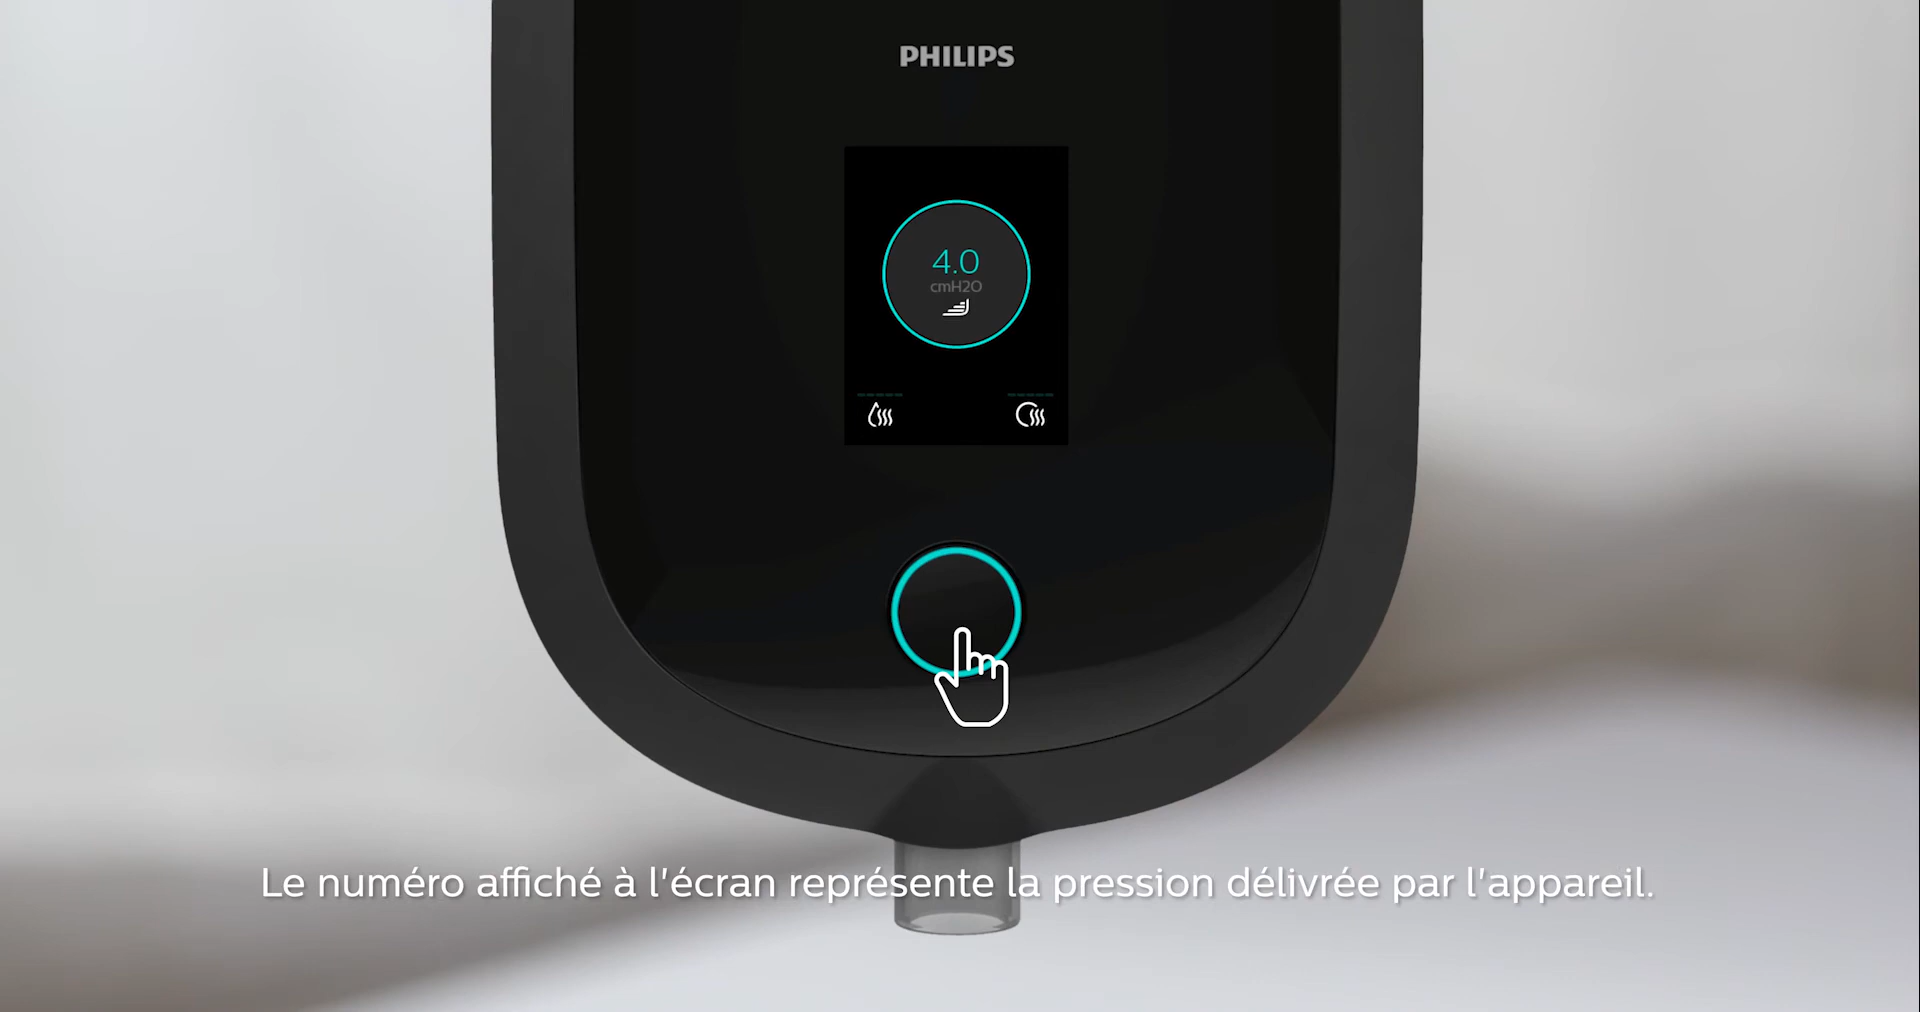 PHILIPS
4.0
cmH2O
Le numéro affiché à l'écran représente la pression délivrée par l'appareil.